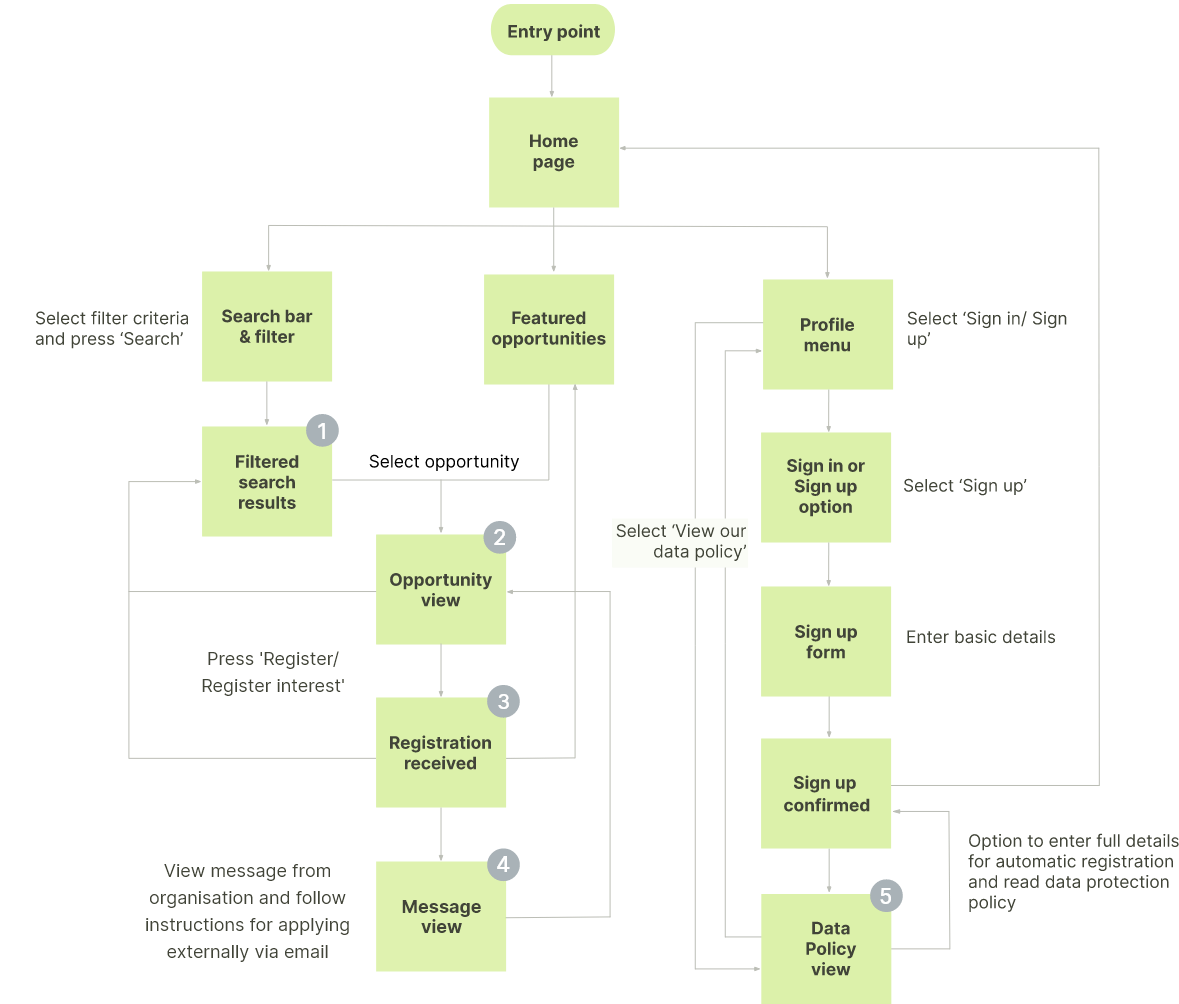 Entry point
Home
page
Select filter criteria
and press ‘Search’
Search bar
& filter
Featured
opportunities
Profile
menu
Select ‘Sign in/ Sign
up’
1
Filtered
search
results
Select opportunity
Sign in or
Sign up
option
Select ‘Sign up’
2
Opportunity
view
Select ‘View our
data policy’
Press 'Register/
Register interest'
Sign up
form
Enter basic details
3
Registration
received
Sign up
confirmed
View message from
organisation and follow
instructions for applying
externally via email
4
Message
view
Option to enter full details
for automatic registration
and read data protection
policy
5
Data
Policy
view